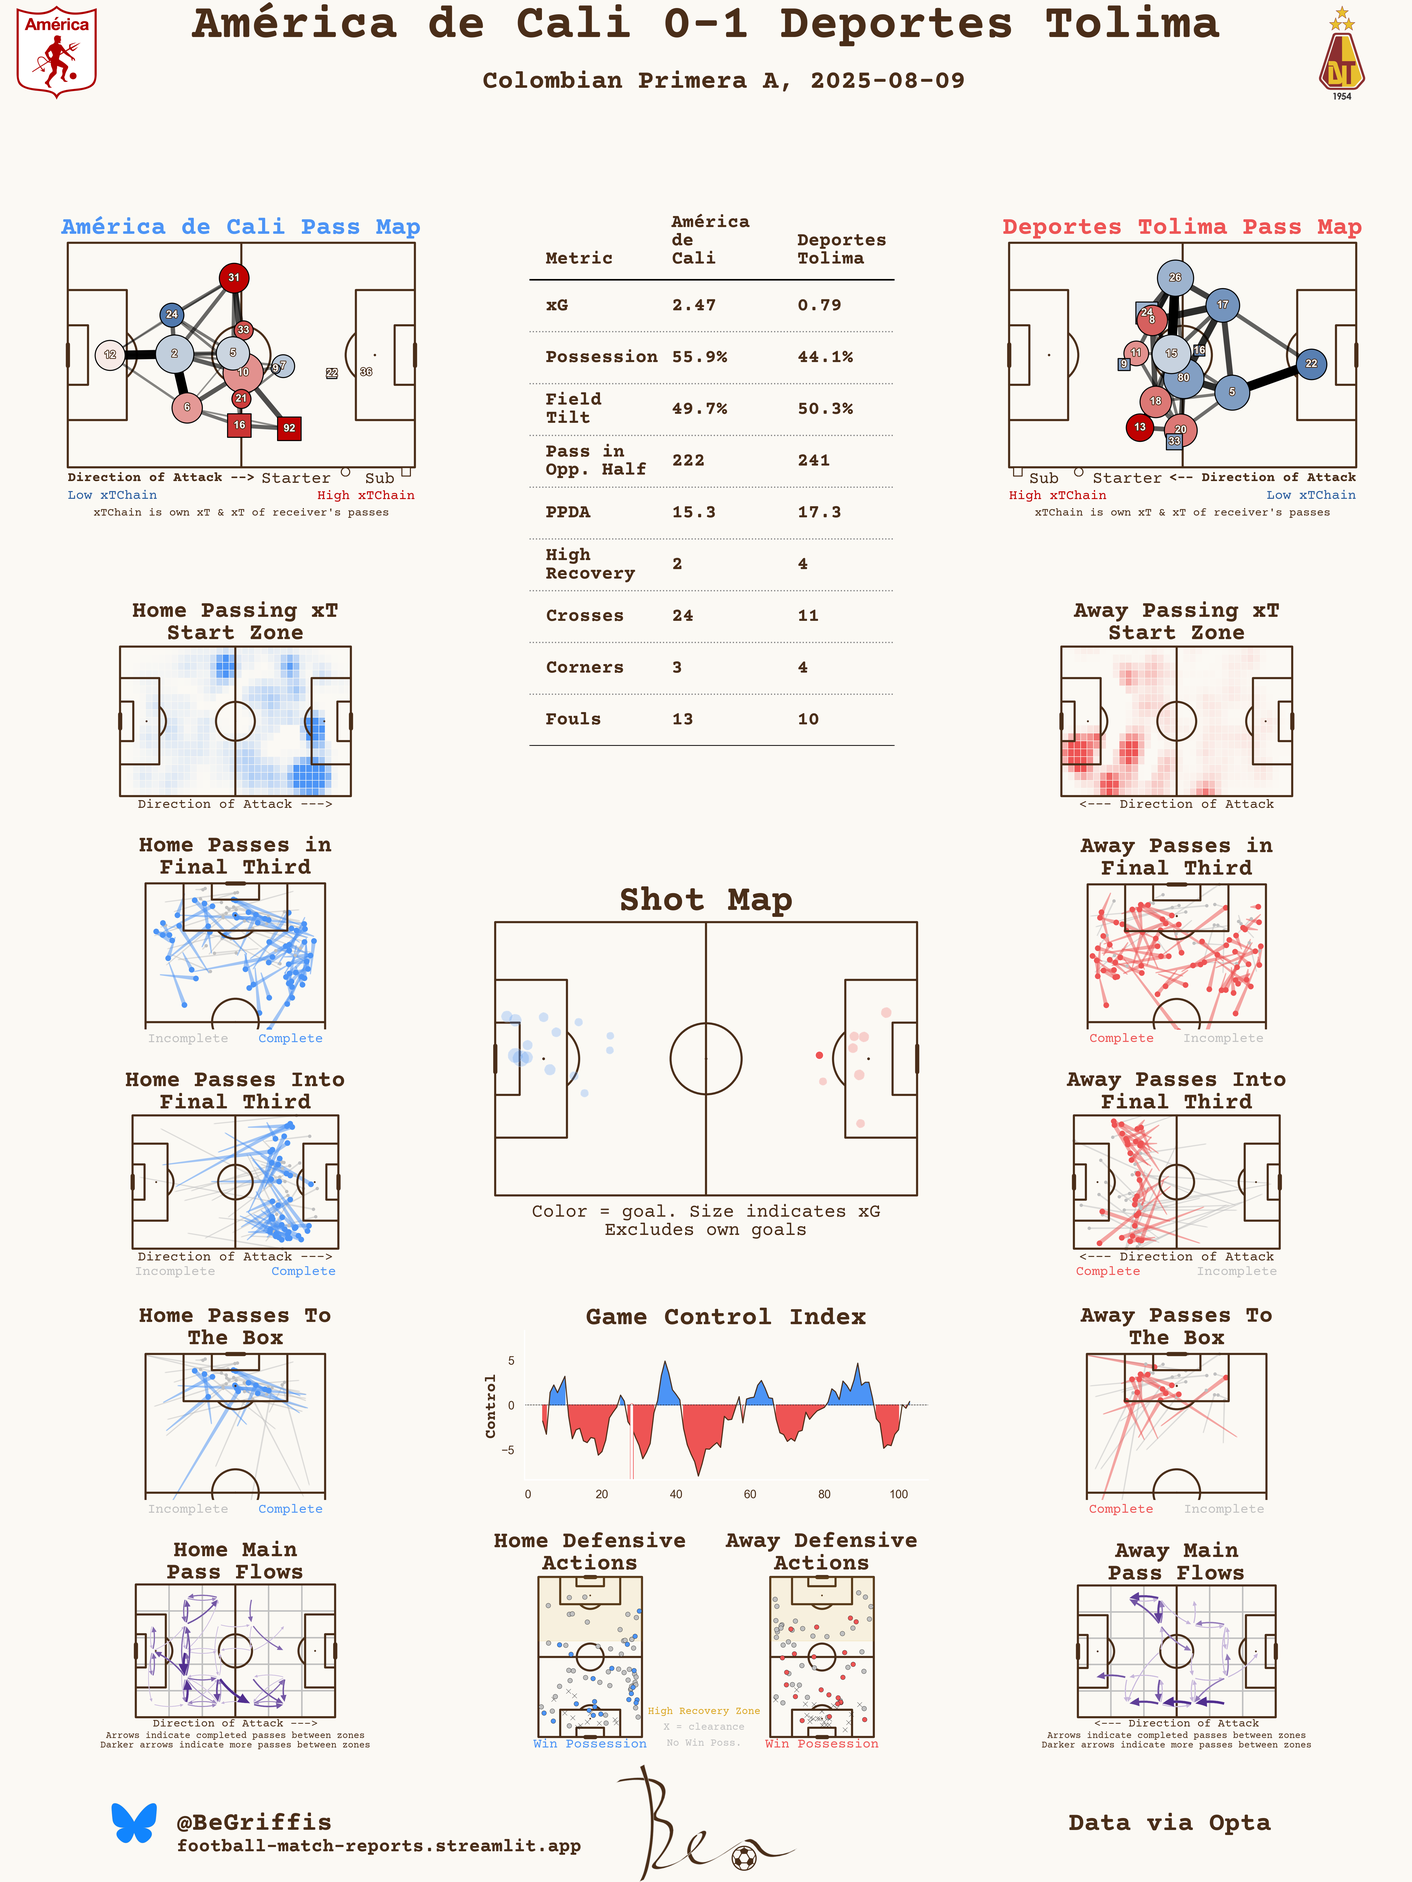 América de Cali 0-1 Deportes Tolima
Colombian Primera A, 2025-08-09
América
1954
América de Cali Pass Map
31
24
33
12
2
5
7
9
10
22
36
21
6
16
92
Direction of Attack --> Starter Sub
Low xTChain High xTChain
xTChain is own xT & xT of receiver's passes
Metric América de Cali Deportes Tolima
xG 2.47 0.79
Possession 55.9% 44.1%
Field Tilt 49.7% 50.3%
Pass in Opp. Half 222 241
PPDA 15.3 17.3
High Recovery 2 4
Crosses 24 11
Corners 3 4
Fouls 13 10
Deportes Tolima Pass Map
26
17
24
8
11
15
16
9
22
80
5
18
13
20
33
Sub Starter <-- Direction of Attack
High xTChain Low xTChain
xTChain is own xT & xT of receiver's passes
Home Passing xT
Start Zone
Direction of Attack --->
Away Passing xT
Start Zone
<--- Direction of Attack
Home Passes in
Final Third
Incomplete Complete
Away Passes in
Final Third
Complete Incomplete
Shot Map
Color = goal. Size indicates xG
Excludes own goals
Home Passes Into
Final Third
Direction of Attack --->
Incomplete Complete
Away Passes Into
Final Third
<--- Direction of Attack
Complete Incomplete
Home Passes To
The Box
Incomplete Complete
Game Control Index
Control
5
0
−5
0 20 40 60 80 100
Away Passes To
The Box
Complete Incomplete
Home Main
Pass Flows
Direction of Attack --->
Arrows indicate completed passes between zones
Darker arrows indicate more passes between zones
Home Defensive
Actions
Win Possession
High Recovery Zone
X = clearance
No Win Poss.
Away Defensive
Actions
Win Possession
Away Main
Pass Flows
<--- Direction of Attack
Arrows indicate completed passes between zones
Darker arrows indicate more passes between zones
@BeGriffis
football-match-reports.streamlit.app
Ben
Data via Opta